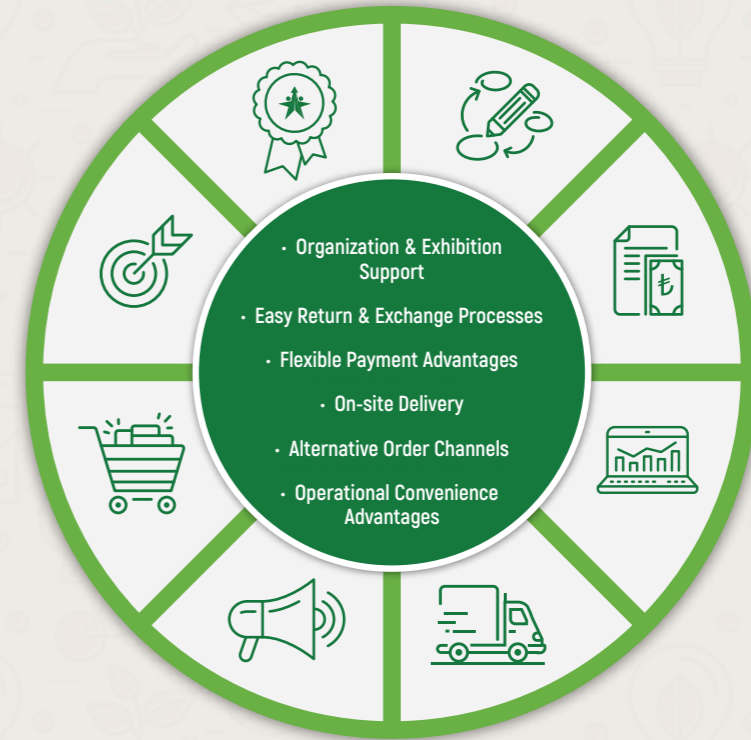 · Organization & Exhibition
Support
· Easy Return & Exchange Processes
· Flexible Payment Advantages
· On-site Delivery
· Alternative Order Channels
· Operational Convenience
Advantages
₺